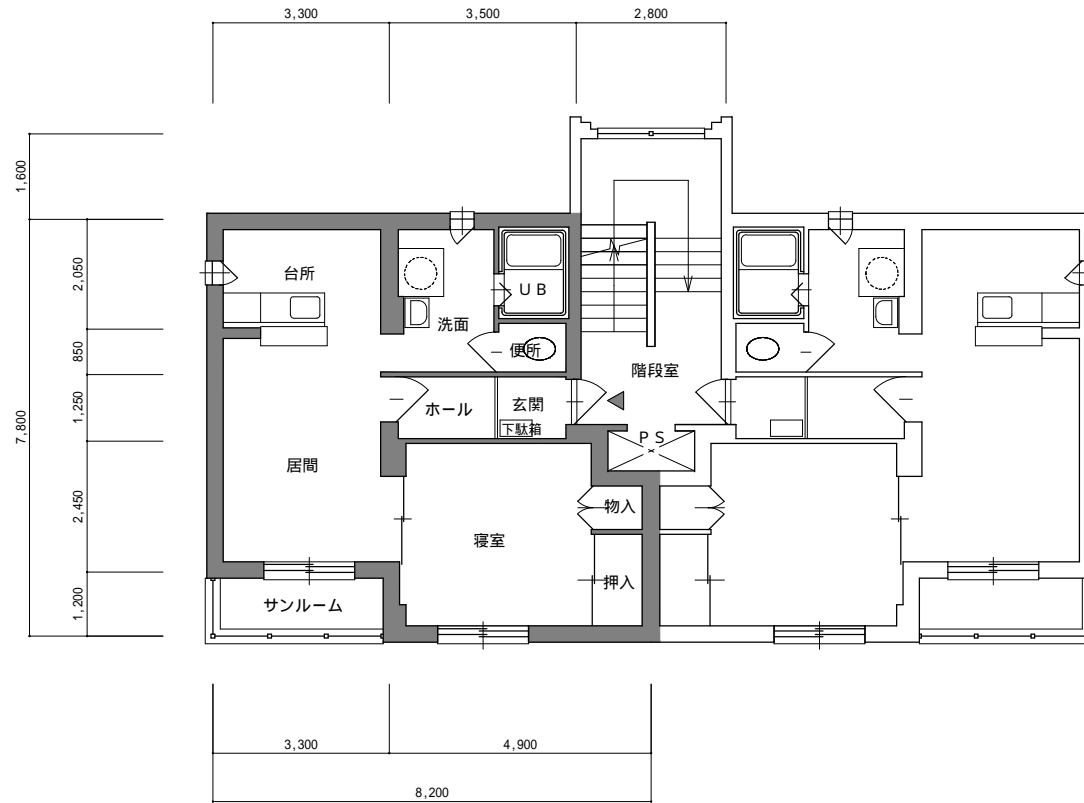 3,300
3,500
2,800
1,600
7,800
2,050
850
1,250
2,450
1,200
台所
ＵＢ
洗面
便所
階段室
ホール
玄関
下駄箱
ＰＳ
居間
物入
寝室
押入
サンルーム
3,300
4,900
8,200